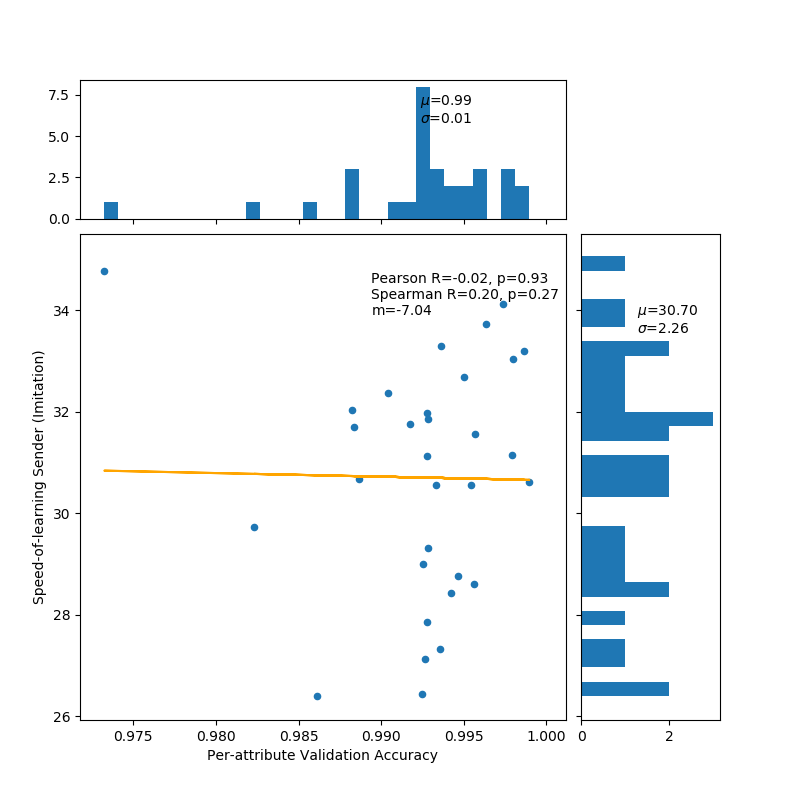 7.5
5.0
2.5
0.0
μ=0.99
σ=0.01
Speed-of-learning Sender (Imitation)
34
32
30
28
26
Pearson R=-0.02, p=0.93
Spearman R=0.20, p=0.27
m=-7.04
0.975
0.980
0.985
0.990
0.995
1.000
Per-attribute Validation Accuracy
μ=30.70
σ=2.26
0
2